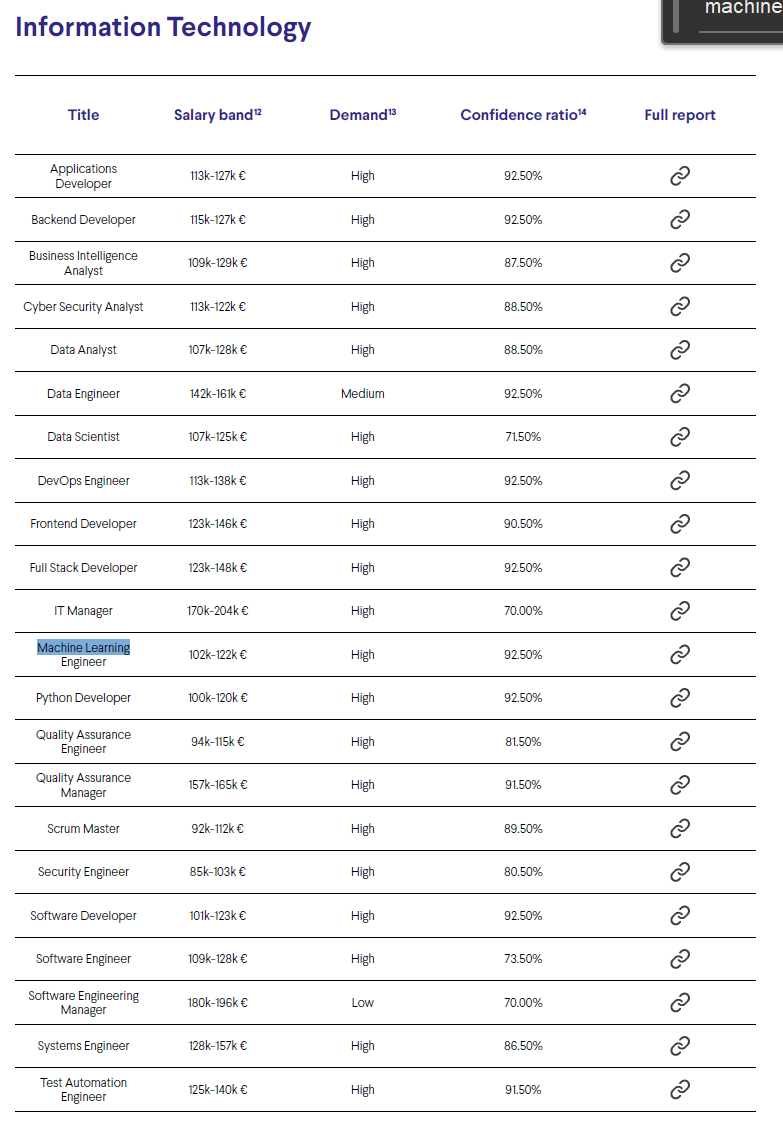 machine
Information Technology
Title Salary band¹² Demand¹³ Confidence ratio¹⁴ Full report
Applications
Developer 113k-127k € High 92.50%
Backend Developer 115k-127k € High 92.50%
Business Intelligence
Analyst 109k-129k € High 87.50%
Cyber Security Analyst 113k-122k € High 88.50%
Data Analyst 107k-128k € High 88.50%
Data Engineer 142k-161k € Medium 92.50%
Data Scientist 107k-125k € High 71.50%
DevOps Engineer 113k-138k € High 92.50%
Frontend Developer 123k-146k € High 90.50%
Full Stack Developer 123k-148k € High 92.50%
IT Manager 170k-204k € High 70.00%
Machine Learning
Engineer 102k-122k € High 92.50%
Python Developer 100k-120k € High 92.50%
Quality Assurance
Engineer 94k-115k € High 81.50%
Quality Assurance
Manager 157k-165k € High 91.50%
Scrum Master 92k-112k € High 89.50%
Security Engineer 85k-103k € High 80.50%
Software Developer 101k-123k € High 92.50%
Software Engineer 109k-128k € High 73.50%
Software Engineering
Manager 180k-196k € Low 70.00%
Systems Engineer 128k-157k € High 86.50%
Test Automation
Engineer 125k-140k € High 91.50%